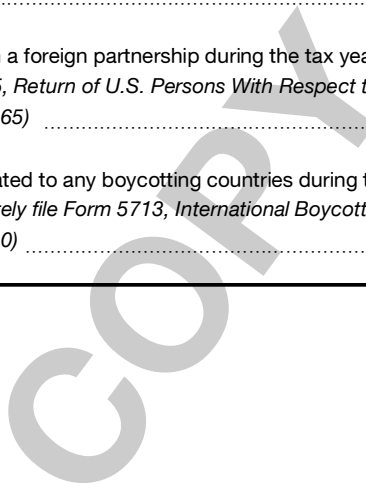 a foreign partnership during the tax yea
, Return of U.S. Persons With Respect t
65)
ated to any boycotting countries during t
ely file Form 5713, International Boycott
0)
COPY